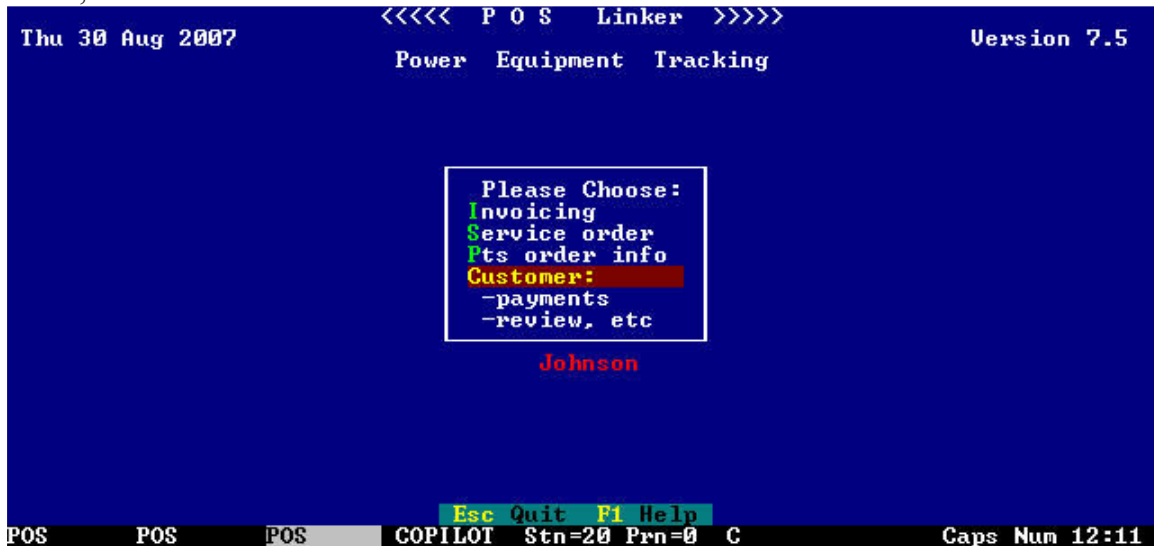 <<<<< P O S Linker >>>>>
Thu 30 Aug 2007
Version 7.5
Power Equipment Tracking
Please Choose:
Invoicing
Service order
Pts order info
Customer:
-payments
-review, etc
Johnson
Esc Quit F1 Help
POS POS POS COPILOT Stn=20 Prn=0 C Caps Num 12:11